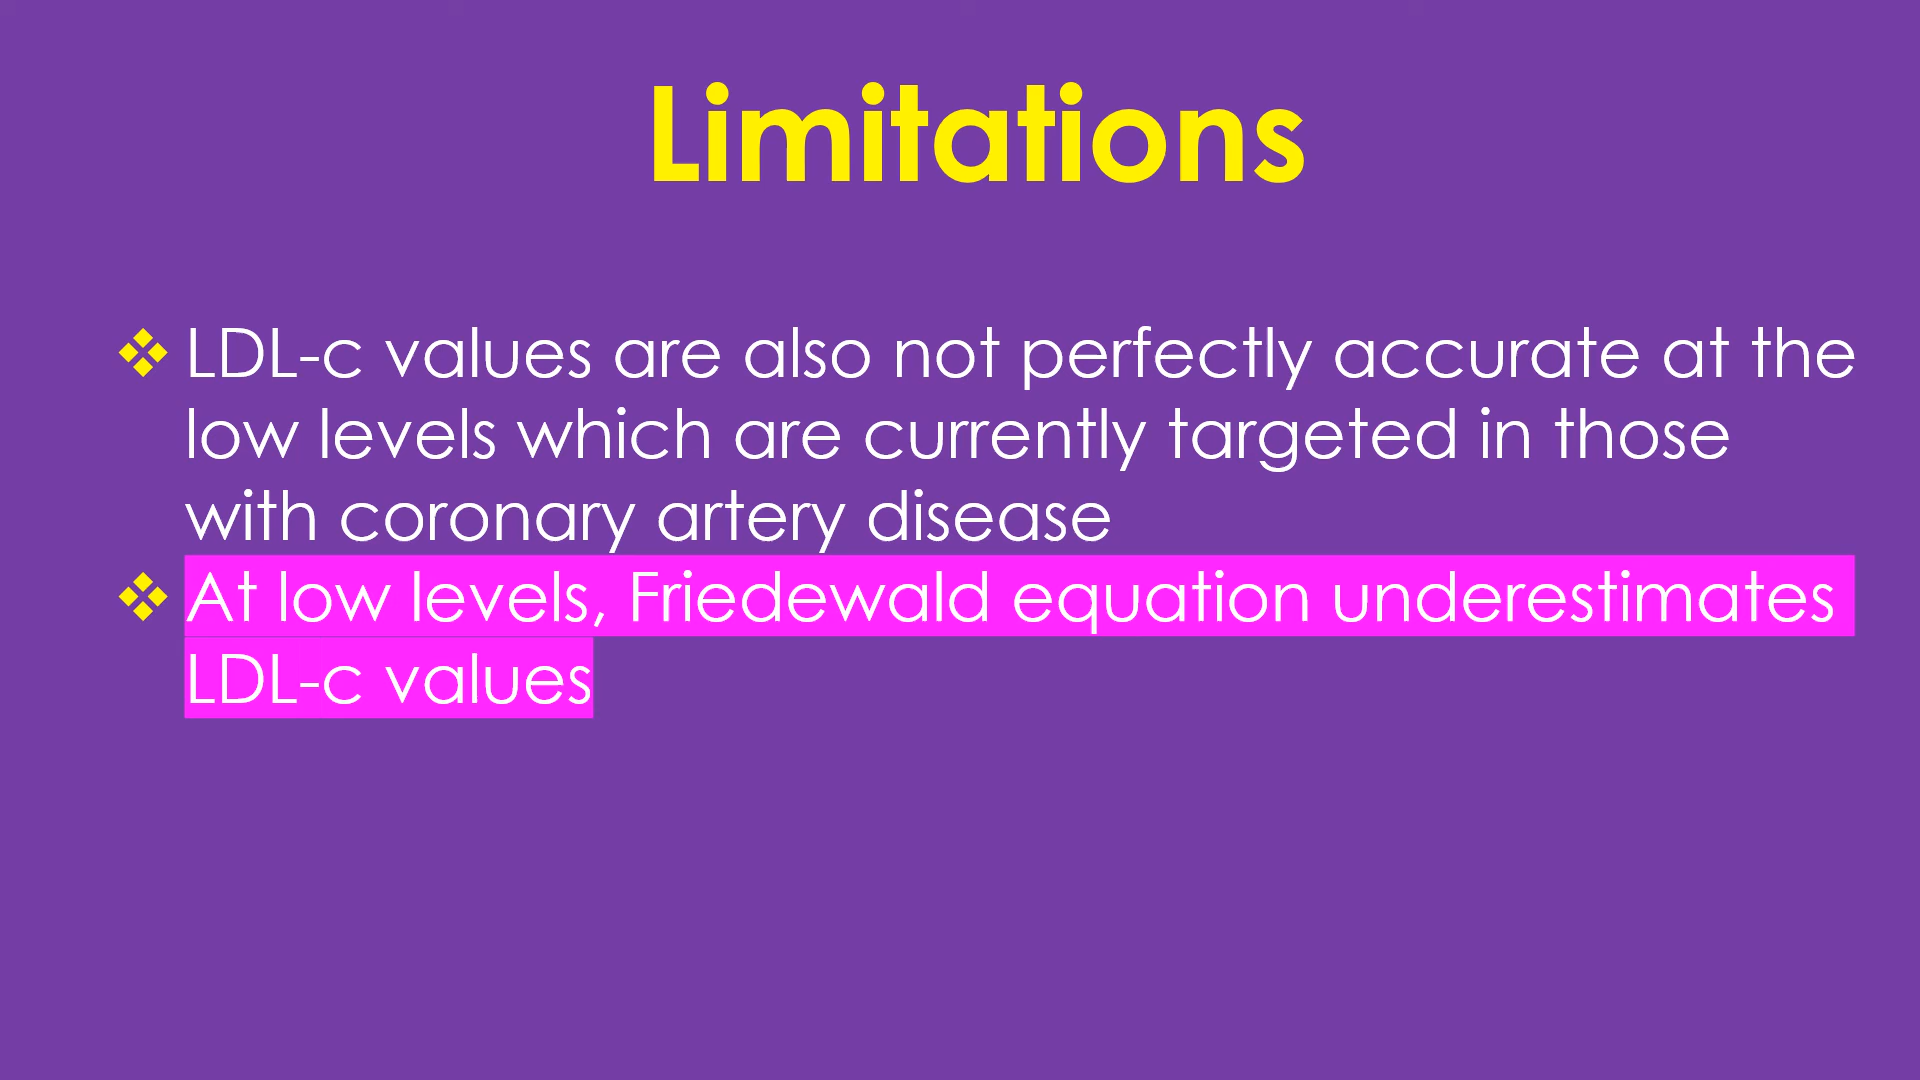 Limitations
❖ LDL-c values are also not perfectly accurate at the
low levels which are currently targeted in those
with coronary artery disease
❖ At low levels, Friedewald equation underestimates
LDL-c values